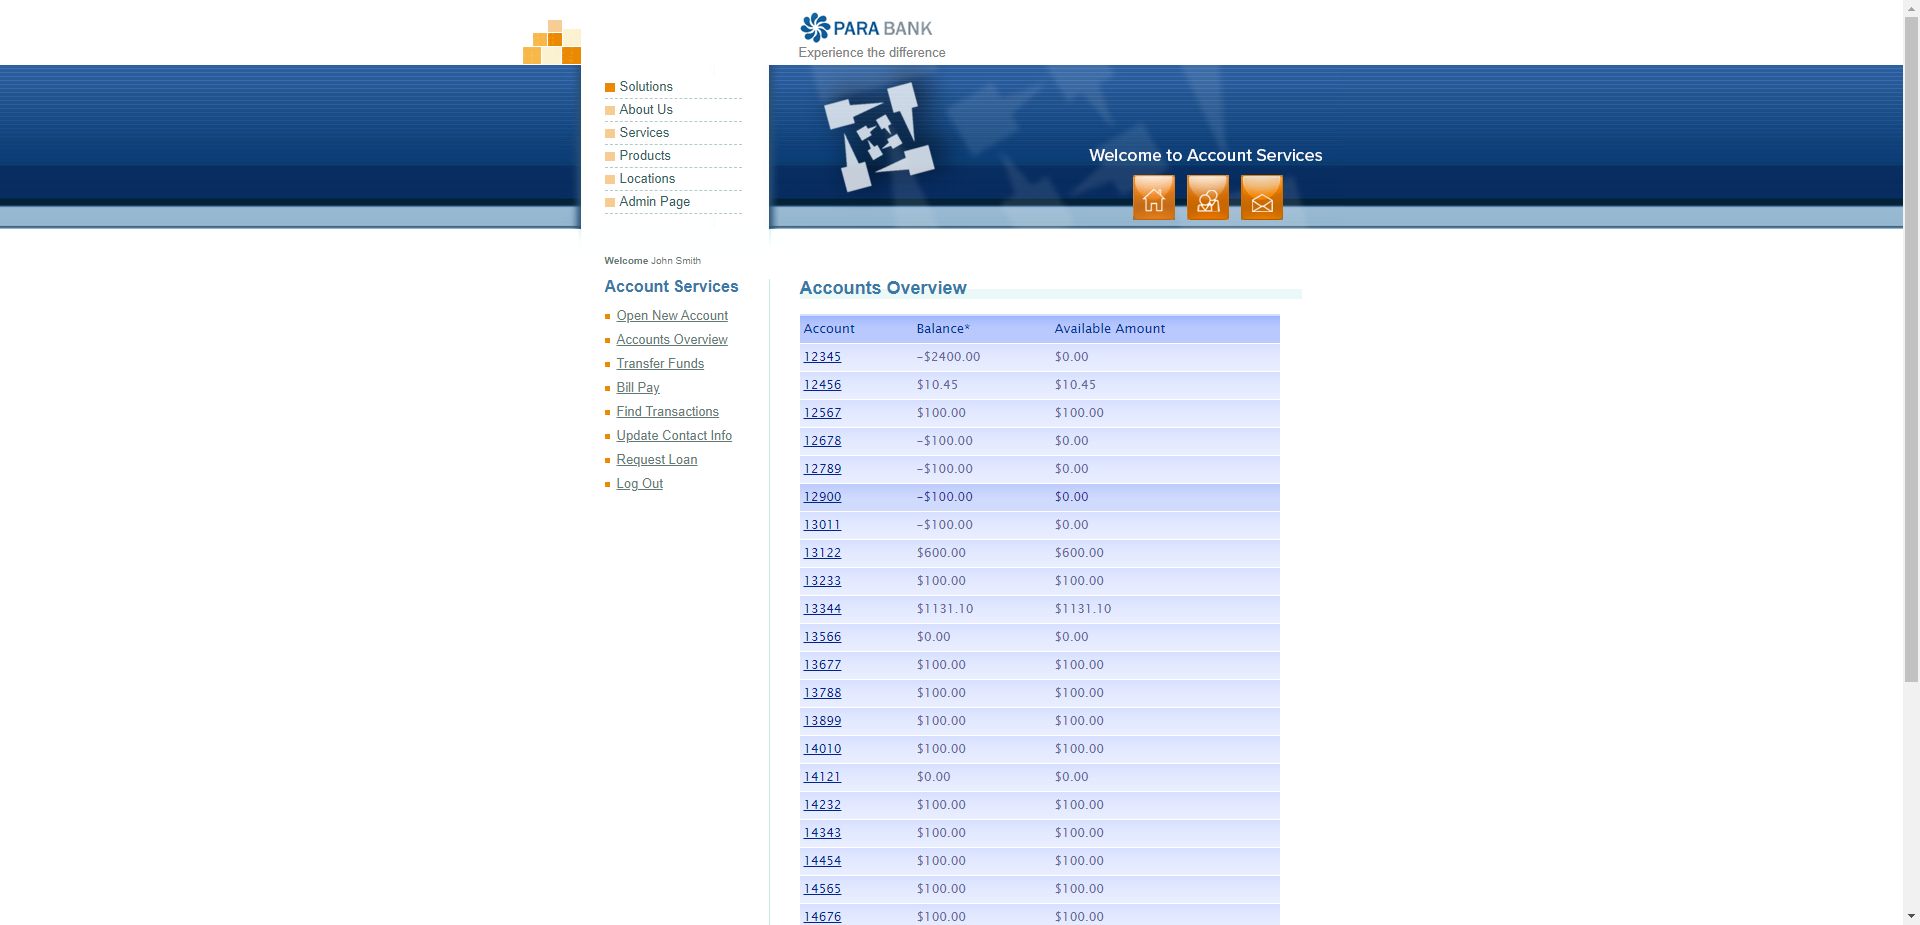 PARA BANK
Experience the difference
Solutions
About Us
Services
Products
Locations
Admin Page
Welcome to Account Services
Welcome John Smith
Account Services
Open New Account
Accounts Overview
Transfer Funds
Bill Pay
Find Transactions
Update Contact Info
Request Loan
Log Out
Accounts Overview
Account Balance* Available Amount
12345 -$2400.00 $0.00
12456 $10.45 $10.45
12567 $100.00 $100.00
12678 -$100.00 $0.00
12789 -$100.00 $0.00
12900 -$100.00 $0.00
13011 -$100.00 $0.00
13122 $600.00 $600.00
13233 $100.00 $100.00
13344 $1131.10 $1131.10
13566 $0.00 $0.00
13677 $100.00 $100.00
13788 $100.00 $100.00
13899 $100.00 $100.00
14010 $100.00 $100.00
14121 $0.00 $0.00
14232 $100.00 $100.00
14343 $100.00 $100.00
14454 $100.00 $100.00
14565 $100.00 $100.00
14676 $100.00 $100.00